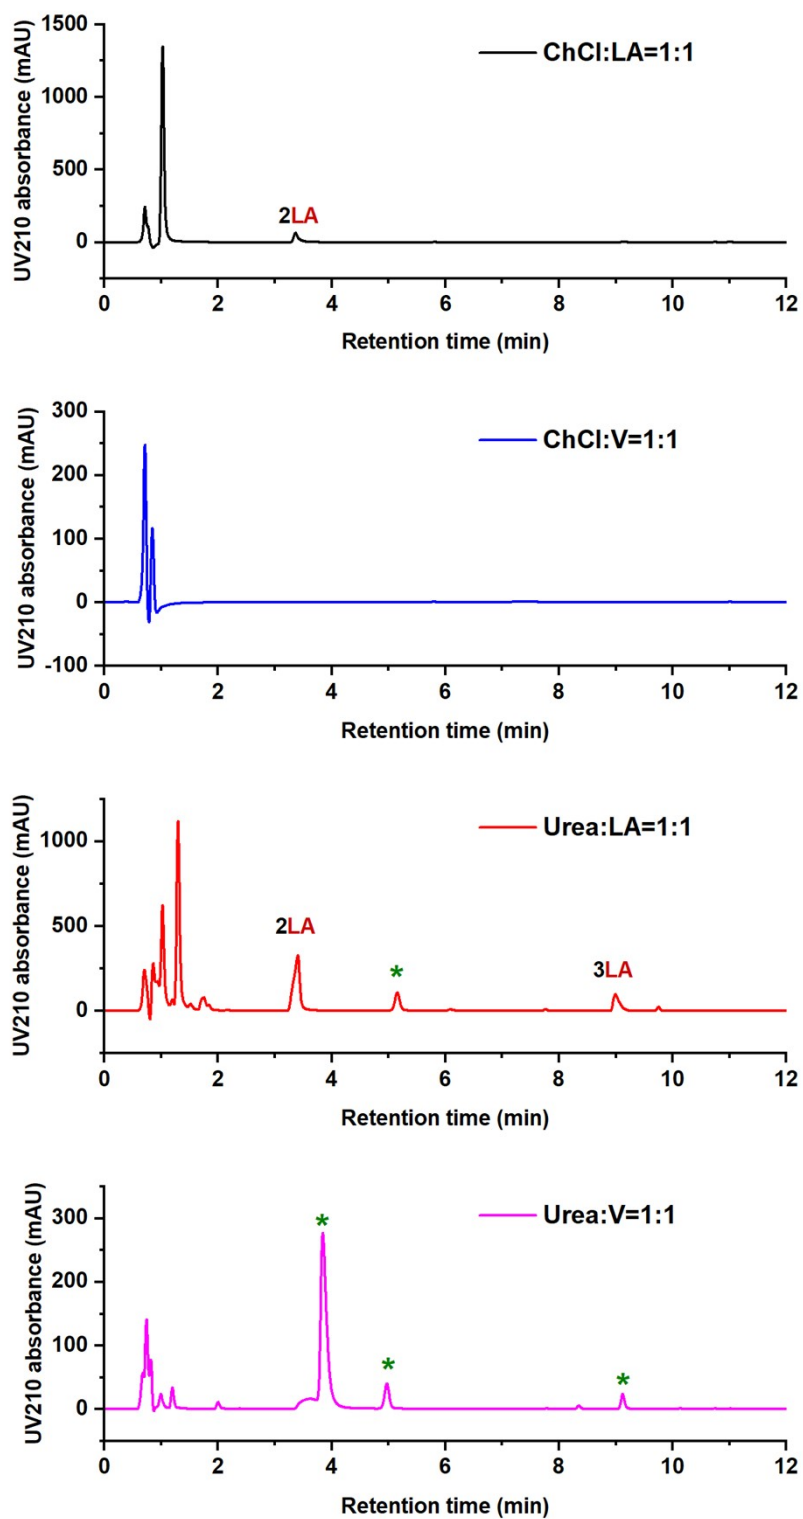 1500
ChCl:LA=1:1
1000
500
2LA
0
UV210 absorbance (mAU)
0 2 4 6 8 10 12
Retention time (min)
300
ChCl:V=1:1
200
100
0
-100
UV210 absorbance (mAU)
0 2 4 6 8 10 12
Retention time (min)
Urea:LA=1:1
1000
500
2LA
*
3LA
0
UV210 absorbance (mAU)
0 2 4 6 8 10 12
Retention time (min)
300
*
Urea:V=1:1
200
100
*
*
0
UV210 absorbance (mAU)
0 2 4 6 8 10 12
Retention time (min)